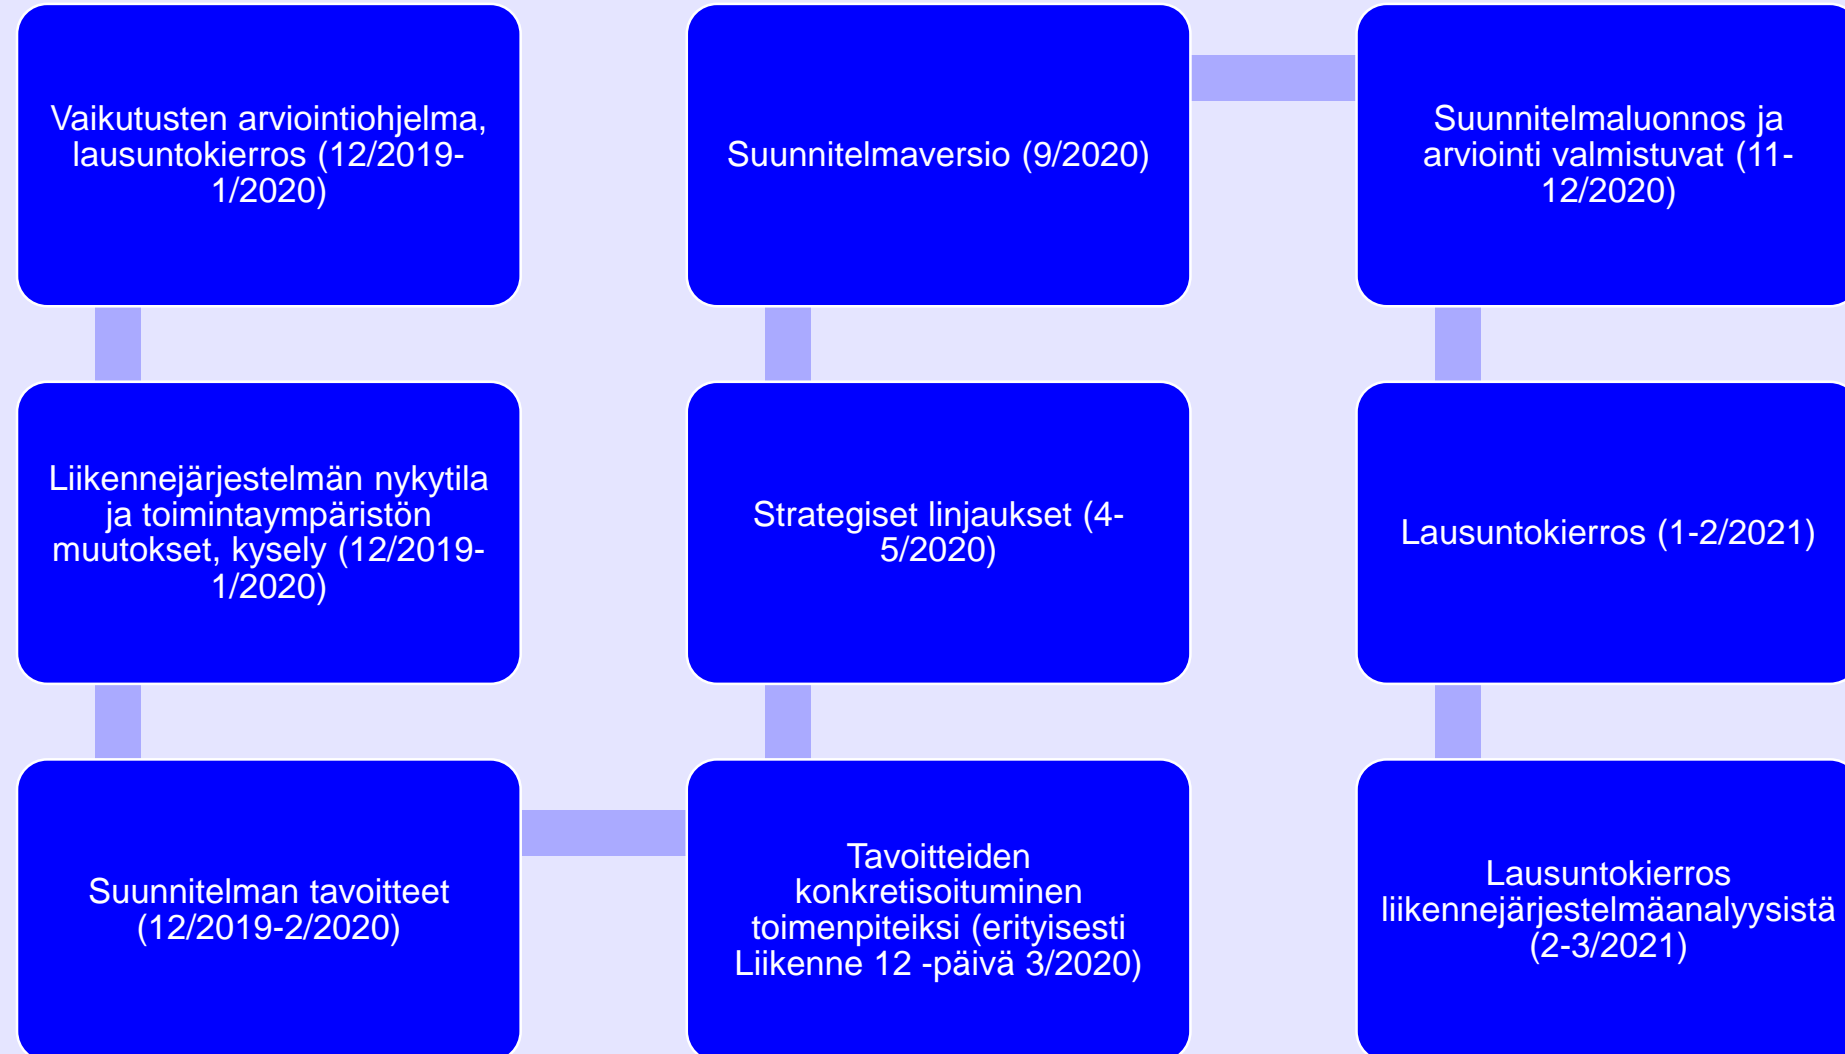 Vaikutusten arviointiohjelma,
lausuntokierros (12/2019-
1/2020)
Liikennejärjestelmän nykytila
ja toimintaympäristön
muutokset, kysely (12/2019-
1/2020)
Suunnitelman tavoitteet
(12/2019-2/2020)
Tavoitteiden
konkretisoituminen
toimenpiteiksi (erityisesti
Liikenne 12 -päivä 3/2020)
Strategiset linjaukset (4-
5/2020)
Suunnitelmaversio (9/2020)
Suunnitelmaluonnos ja
arviointi valmistuvat (11-
12/2020)
Lausuntokierros (1-2/2021)
Lausuntokierros
liikennejärjestelmäanalyysistä
(2-3/2021)